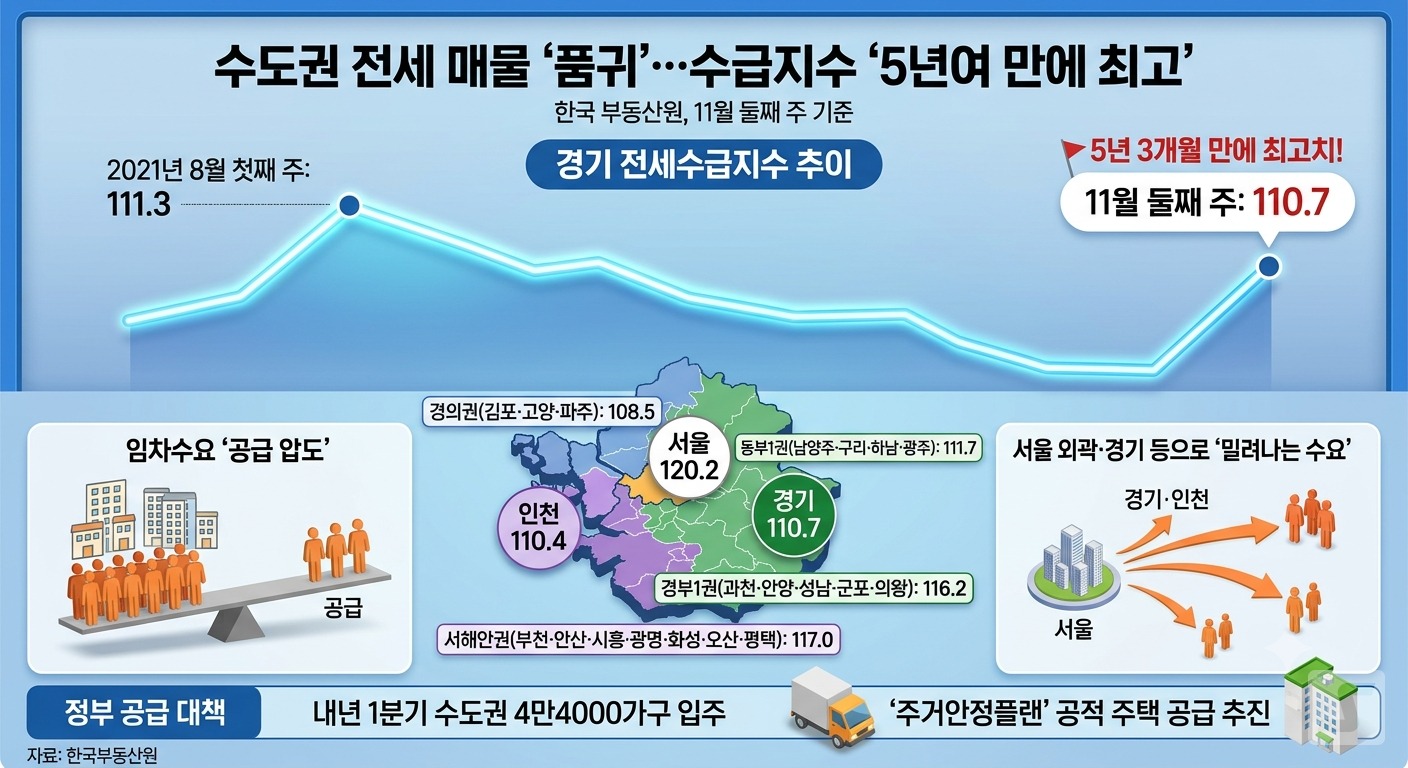 수도권 전세 매물 ‘품귀’…수급지수 ‘5년여 만에 최고’
한국 부동산원, 11월 둘째 주 기준
경기 전세수급지수 추이
2021년 8월 첫째 주:
111.3
5년 3개월 만에 최고치!
11월 둘째 주: 110.7
임차수요 ‘공급 압도’
공급
경의권(김포·고양·파주): 108.5
서울
120.2
동부1권(남양주·구리·하남·광주): 111.7
인천
110.4
경기
110.7
경부1권(과천·안양·성남·군포·의왕): 116.2
서해안권(부천·안산·시흥·광명·화성·오산·평택): 117.0
서울 외곽·경기 등으로 ‘밀려나는 수요’
경기·인천
서울
정부 공급 대책
내년 1분기 수도권 4만4000가구 입주
‘주거안정플랜’ 공적 주택 공급 추진
자료: 한국부동산원